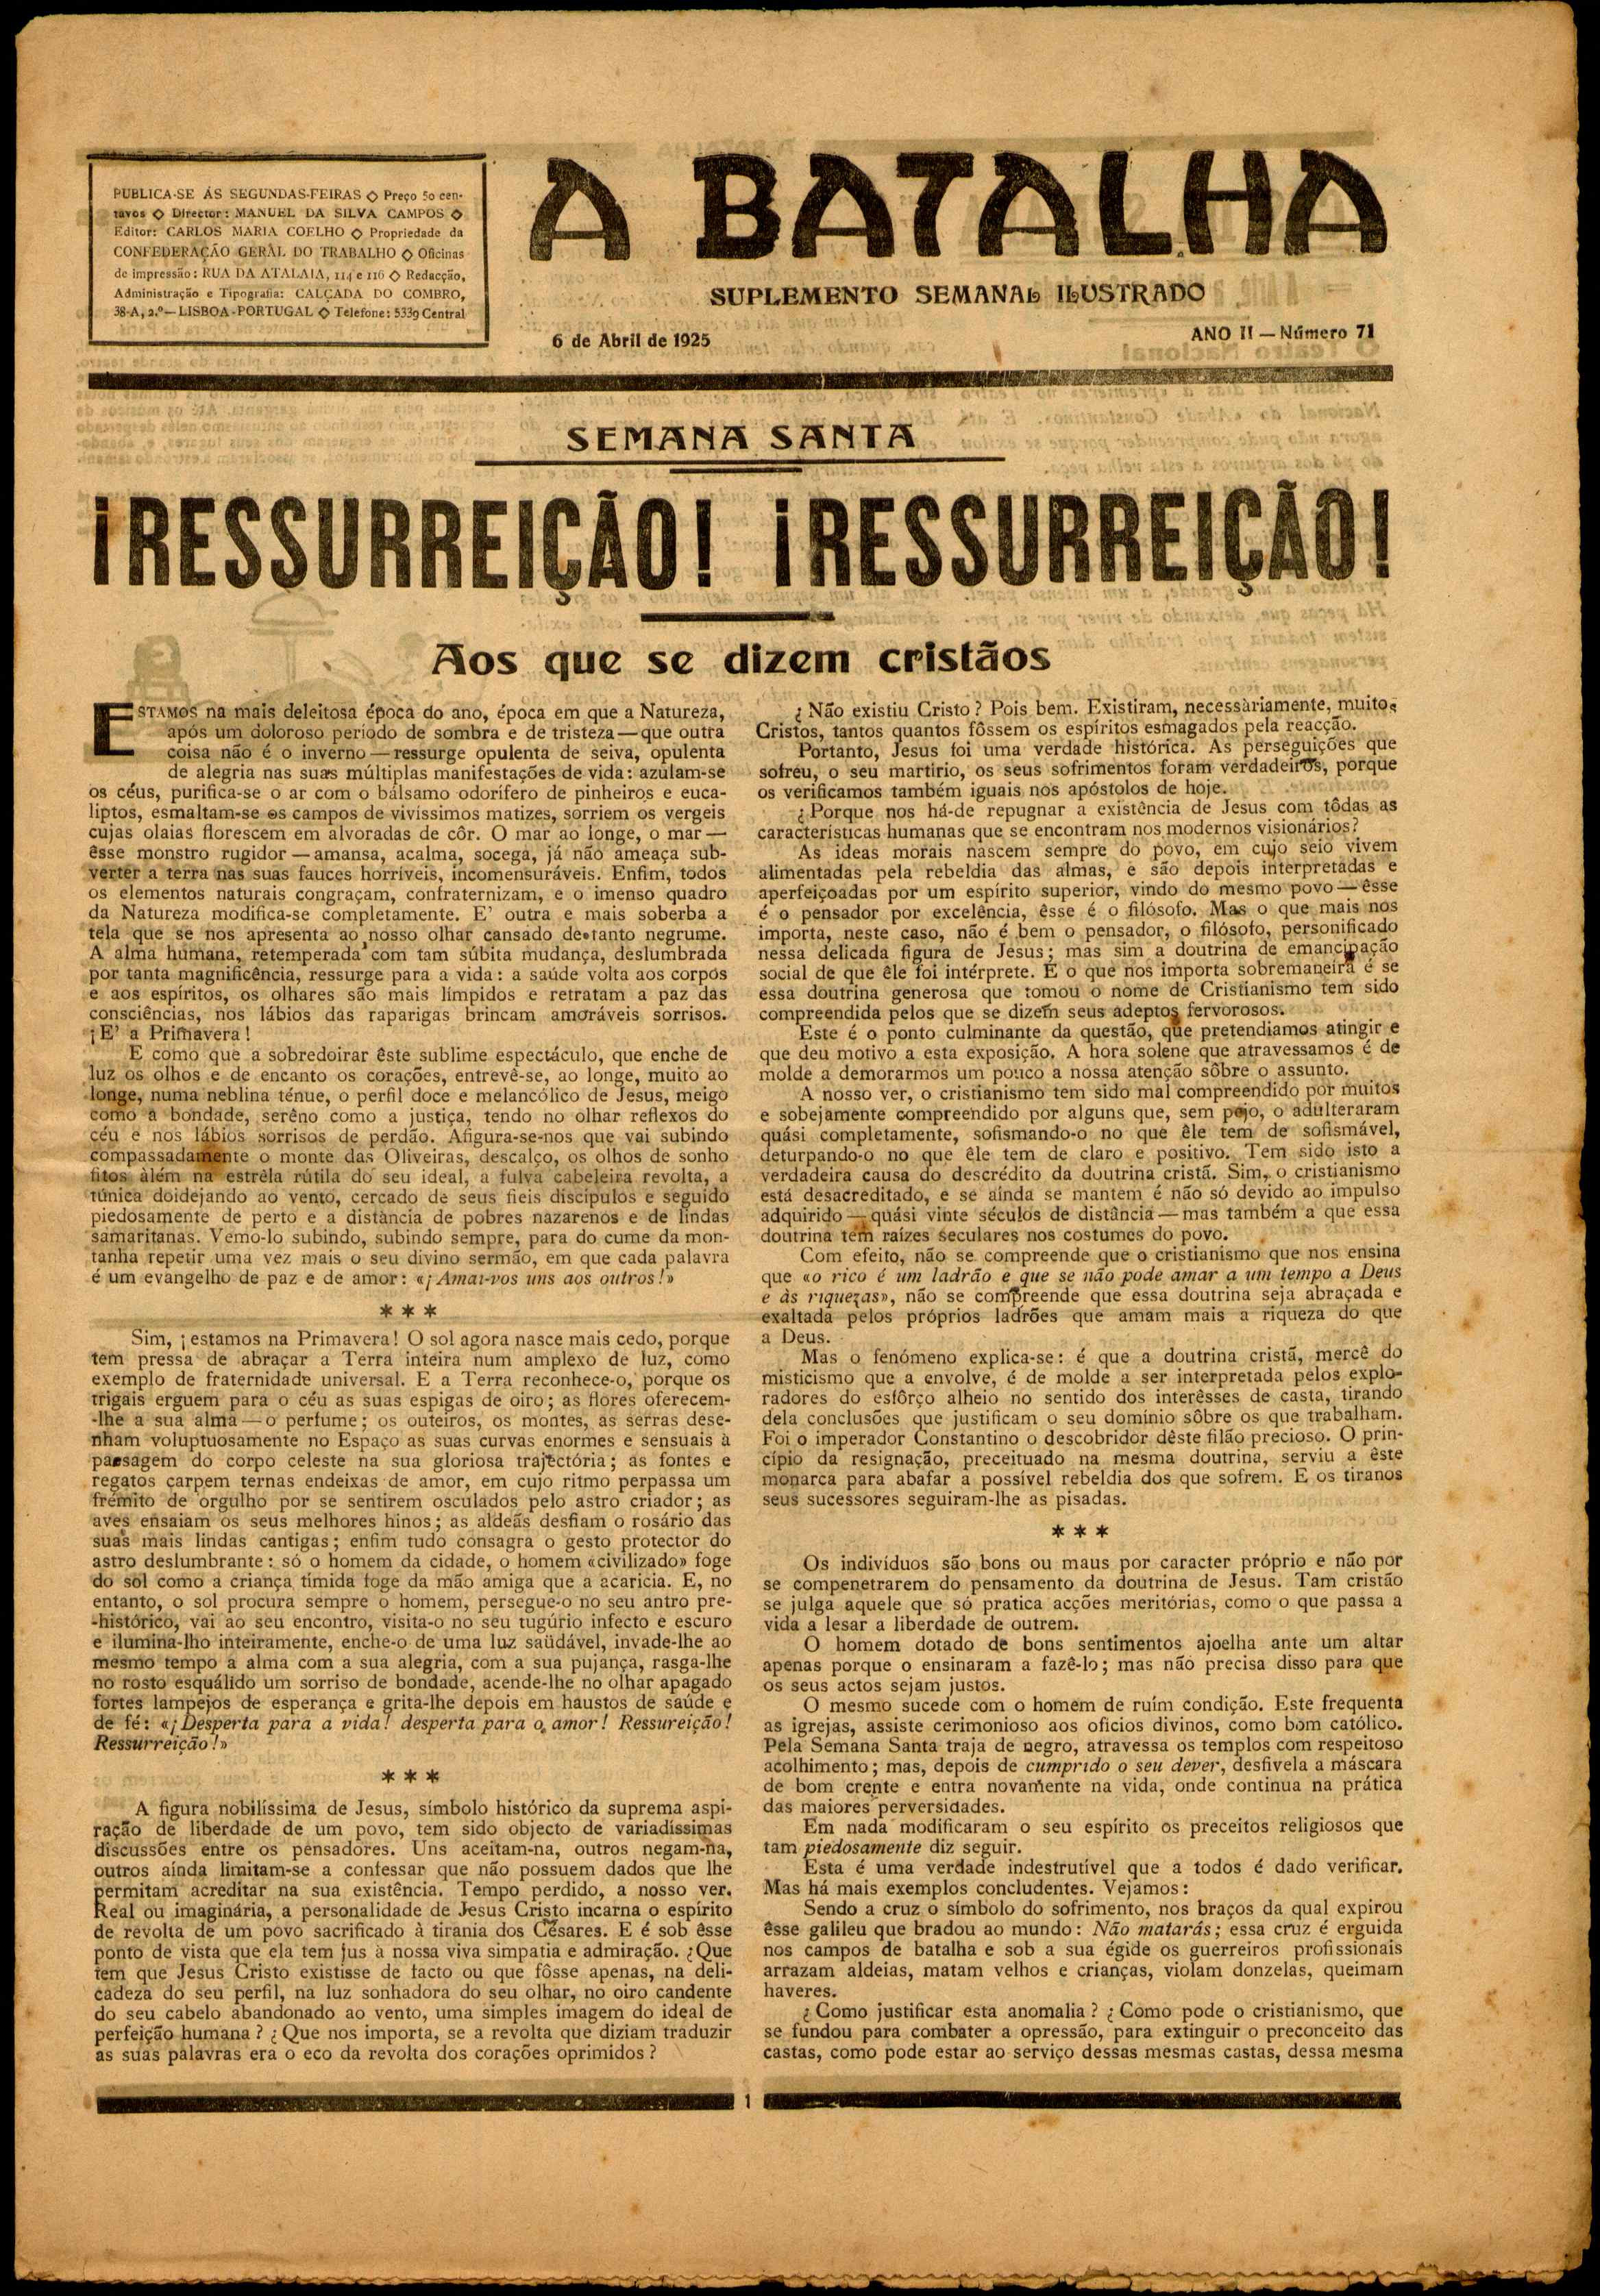 PUBLICA-SE ÀS SEGUNDAS-FEIRAS ◇ Preço 50 cen-
tavos ◇ Director: MANUEL DA SILVA CAMPOS ◇
Editor: CARLOS MARIA COELHO ◇ Propriedade da
CONFEDERAÇÃO GERAL DO TRABALHO ◇ Oficinas
de impressão: RUA DA ATALAIA, 114 e 116 ◇ Redacção,
Administração e Tipografia: CALÇADA DO COMBRO,
38-A, 2.º—LISBOA-PORTUGAL ◇ Telefone: 5339 Central
A BATALHA
SUPLEMENTO SEMANAL ILUSTRADO
6 de Abril de 1925
ANO II — Número 71
SEMANA SANTA
¡RESSURREIÇÃO! ¡RESSURREIÇÃO!
Aos que se dizem cristãos
ESTAMOS na mais deleitosa época do ano, época em que a Natureza,
após um doloroso periodo de sombra e de tristeza—que outra
coisa não é o inverno—ressurge opulenta de seiva, opulenta
de alegria nas suas múltiplas manifestações de vida: azulam-se
os céus, purifica-se o ar com o bálsamo odorífero de pinheiros e euca-
liptos, esmaltam-se os campos de vivíssimos matizes, sorriem os vergeis
cujas olaias florescem em alvoradas de côr. O mar ao longe, o mar—
êsse monstro rugidor—amansa, acalma, socega, já não ameaça sub-
verter a terra nas suas fauces horríveis, incomensuráveis. Enfim, todos
os elementos naturais congraçam, confraternizam, e o imenso quadro
da Natureza modifica-se completamente. E' outra e mais soberba a
tela que se nos apresenta ao nosso olhar cansado de tanto negrume.
A alma humana, retemperada com tam súbita mudança, deslumbrada
por tanta magnificência, ressurge para a vida: a saúde volta aos corpos
e aos espíritos, os olhares são mais límpidos e retratam a paz das
consciências, nos lábios das raparigas brincam amoráveis sorrisos.
¡E' a Primavera!
E como que a sobredoirar êste sublime espectáculo, que enche de
luz os olhos e de encanto os corações, entrevê-se, ao longe, muito ao
longe, numa neblina ténue, o perfil doce e melancólico de Jesus, meigo
como a bondade, serêno como a justiça, tendo no olhar reflexos do
céu e nos lábios sorrisos de perdão. Afigura-se-nos que vai subindo
compassadamente o monte das Oliveiras, descalço, os olhos de sonho
fitos àlém na estrêla rútila do seu ideal, a fulva cabeleira revolta, a
túnica doidejando ao vento, cercado de seus fieis discípulos e seguido
piedosamente de perto e a distância de pobres nazarenos e de lindas
samaritanas. Vemo-lo subindo, subindo sempre, para do cume da mon-
tanha repetir uma vez mais o seu divino sermão, em que cada palavra
é um evangelho de paz e de amor: «¡Amai-vos uns aos outros!»
***
Sim, ¡estamos na Primavera! O sol agora nasce mais cedo, porque
tem pressa de abraçar a Terra inteira num amplexo de luz, como
exemplo de fraternidade universal. E a Terra reconhece-o, porque os
trigais erguem para o céu as suas espigas de oiro; as flores oferecem-
-lhe a sua alma—o perfume; os outeiros, os montes, as serras dese-
nham voluptuosamente no Espaço as suas curvas enormes e sensuais à
passagem do corpo celeste na sua gloriosa trajectória; as fontes e
regatos carpem ternas endeixas de amor, em cujo ritmo perpassa um
frémito de orgulho por se sentirem osculados pelo astro criador; as
aves ensaiam os seus melhores hinos; as aldeãs desfiam o rosário das
suas mais lindas cantigas; enfim tudo consagra o gesto protector do
astro deslumbrante: só o homem da cidade, o homem «civilizado» foge
do sol como a criança tímida foge da mão amiga que a acaricia. E, no
entanto, o sol procura sempre o homem, persegue-o no seu antro pre-
-histórico, vai ao seu encontro, visita-o no seu tugúrio infecto e escuro
e ilumina-lho inteiramente, enche-o de uma luz saüdável, invade-lhe ao
mesmo tempo a alma com a sua alegria, com a sua pujança, rasga-lhe
no rosto esquálido um sorriso de bondade, acende-lhe no olhar apagado
fortes lampejos de esperança e grita-lhe depois em haustos de saúde e
de fé: «¡Desperta para a vida! desperta para o amor! Ressureição!
Ressurreição!»
***
A figura nobilíssima de Jesus, símbolo histórico da suprema aspi-
ração de liberdade de um povo, tem sido objecto de variadissimas
discussões entre os pensadores. Uns aceitam-na, outros negam-na,
outros aínda limitam-se a confessar que não possuem dados que lhe
permitam acreditar na sua existência. Tempo perdido, a nosso ver.
Real ou imaginária, a personalidade de Jesus Cristo incarna o espirito
de revolta de um povo sacrificado à tirania dos Césares. E é sob êsse
ponto de vista que ela tem jus à nossa viva simpatia e admiração. ¿Que
tem que Jesus Cristo existisse de facto ou que fôsse apenas, na deli-
cadeza do seu perfil, na luz sonhadora do seu olhar, no oiro candente
do seu cabelo abandonado ao vento, uma simples imagem do ideal de
perfeição humana? ¿Que nos importa, se a revolta que diziam traduzir
as suas palavras era o eco da revolta dos corações oprimidos?
¿Não existiu Cristo? Pois bem. Existiram, necessàriamente, muitos
Cristos, tantos quantos fôssem os espíritos esmagados pela reacção.
Portanto, Jesus foi uma verdade histórica. As perseguições que
sofreu, o seu martírio, os seus sofrimentos foram verdadeiros, porque
os verificamos também iguais nos apóstolos de hoje.
¿Porque nos há-de repugnar a existência de Jesus com tôdas as
características humanas que se encontram nos modernos visionários?
As ideas morais nascem sempre do povo, em cujo seio vivem
alimentadas pela rebeldia das almas, e são depois interpretadas e
aperfeiçoadas por um espírito superior, vindo do mesmo povo—êsse
é o pensador por excelência, êsse é o filósofo. Mas o que mais nos
importa, neste caso, não é bem o pensador, o filósofo, personificado
nessa delicada figura de Jesus; mas sim a doutrina de emancipação
social de que êle foi intérprete. E o que nos importa sobremaneira é se
essa doutrina generosa que tomou o nome de Cristianismo tem sido
compreendida pelos que se dizem seus adeptos fervorosos.
Este é o ponto culminante da questão, que pretendiamos atingir e
que deu motivo a esta exposição. A hora solene que atravessamos é de
molde a demorarmos um pouco a nossa atenção sôbre o assunto.
A nosso ver, o cristianismo tem sido mal compreendido por muitos
e sobejamente compreendido por alguns que, sem pejo, o adulteraram
quási completamente, sofismando-o no que êle tem de sofismável,
deturpando-o no que êle tem de claro e positivo. Tem sido isto a
verdadeira causa do descrédito da doutrina cristã. Sim, o cristianismo
está desacreditado, e se aínda se mantem é não só devido ao impulso
adquirido—quási vinte séculos de distância—mas também a que essa
doutrina tem raízes seculares nos costumes do povo.
Com efeito, não se compreende que o cristianismo que nos ensina
que «o rico é um ladrão e que se não pode amar a um tempo a Deus
e às riquezas», não se compreende que essa doutrina seja abraçada e
exaltada pelos próprios ladrões que amam mais a riqueza do que
a Deus.
Mas o fenómeno explica-se: é que a doutrina cristã, mercê do
misticismo que a envolve, é de molde a ser interpretada pelos explo-
radores do esfôrço alheio no sentido dos interêsses de casta, tirando
dela conclusões que justificam o seu domínio sôbre os que trabalham.
Foi o imperador Constantino o descobridor dêste filão precioso. O prin-
cípio da resignação, preceituado na mesma doutrina, serviu a êste
monarca para abafar a possível rebeldia dos que sofrem. E os tiranos
seus sucessores seguiram-lhe as pisadas.
***
Os indivíduos são bons ou maus por caracter próprio e não por
se compenetrarem do pensamento da doutrina de Jesus. Tam cristão
se julga aquele que só pratica acções meritórias, como o que passa a
vida a lesar a liberdade de outrem.
O homem dotado de bons sentimentos ajoelha ante um altar
apenas porque o ensinaram a fazê-lo; mas não precisa disso para que
os seus actos sejam justos.
O mesmo sucede com o homem de ruím condição. Este frequenta
as igrejas, assiste cerimonioso aos oficios divinos, como bom católico.
Pela Semana Santa traja de negro, atravessa os templos com respeitoso
acolhimento; mas, depois de cumprido o seu dever, desfivela a máscara
de bom crente e entra novamente na vida, onde continua na prática
das maiores perversidades.
Em nada modificaram o seu espírito os preceitos religiosos que
tam piedosamente diz seguir.
Esta é uma verdade indestrutível que a todos é dado verificar.
Mas há mais exemplos concludentes. Vejamos:
Sendo a cruz o símbolo do sofrimento, nos braços da qual expirou
êsse galileu que bradou ao mundo: Não matarás; essa cruz é erguida
nos campos de batalha e sob a sua égide os guerreiros profissionais
arrazam aldeias, matam velhos e crianças, violam donzelas, queimam
haveres.
¿Como justificar esta anomalia? ¿Como pode o cristianismo, que
se fundou para combater a opressão, para extinguir o preconceito das
castas, como pode estar ao serviço dessas mesmas castas, dessa mesma
1